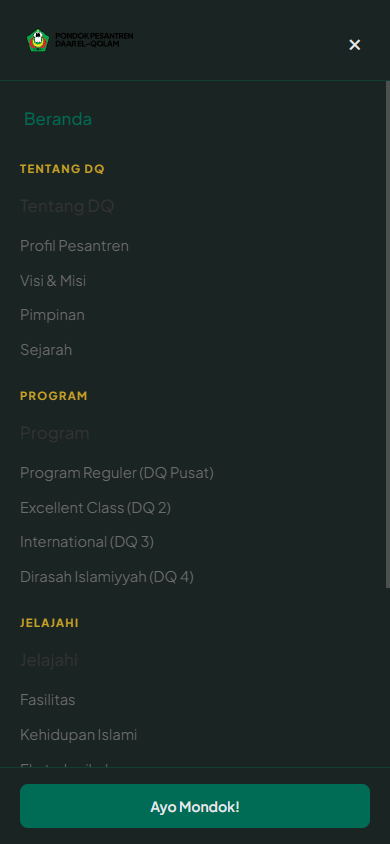 PONDOK PESANTREN
DAAR EL-QOLAM
×
Beranda
TENTANG DQ
Tentang DQ
Profil Pesantren
Visi & Misi
Pimpinan
Sejarah
PROGRAM
Program
Program Reguler (DQ Pusat)
Excellent Class (DQ 2)
International (DQ 3)
Dirasah Islamiyyah (DQ 4)
JELAJAHI
Jelajahi
Fasilitas
Kehidupan Islami
Ayo Mondok!